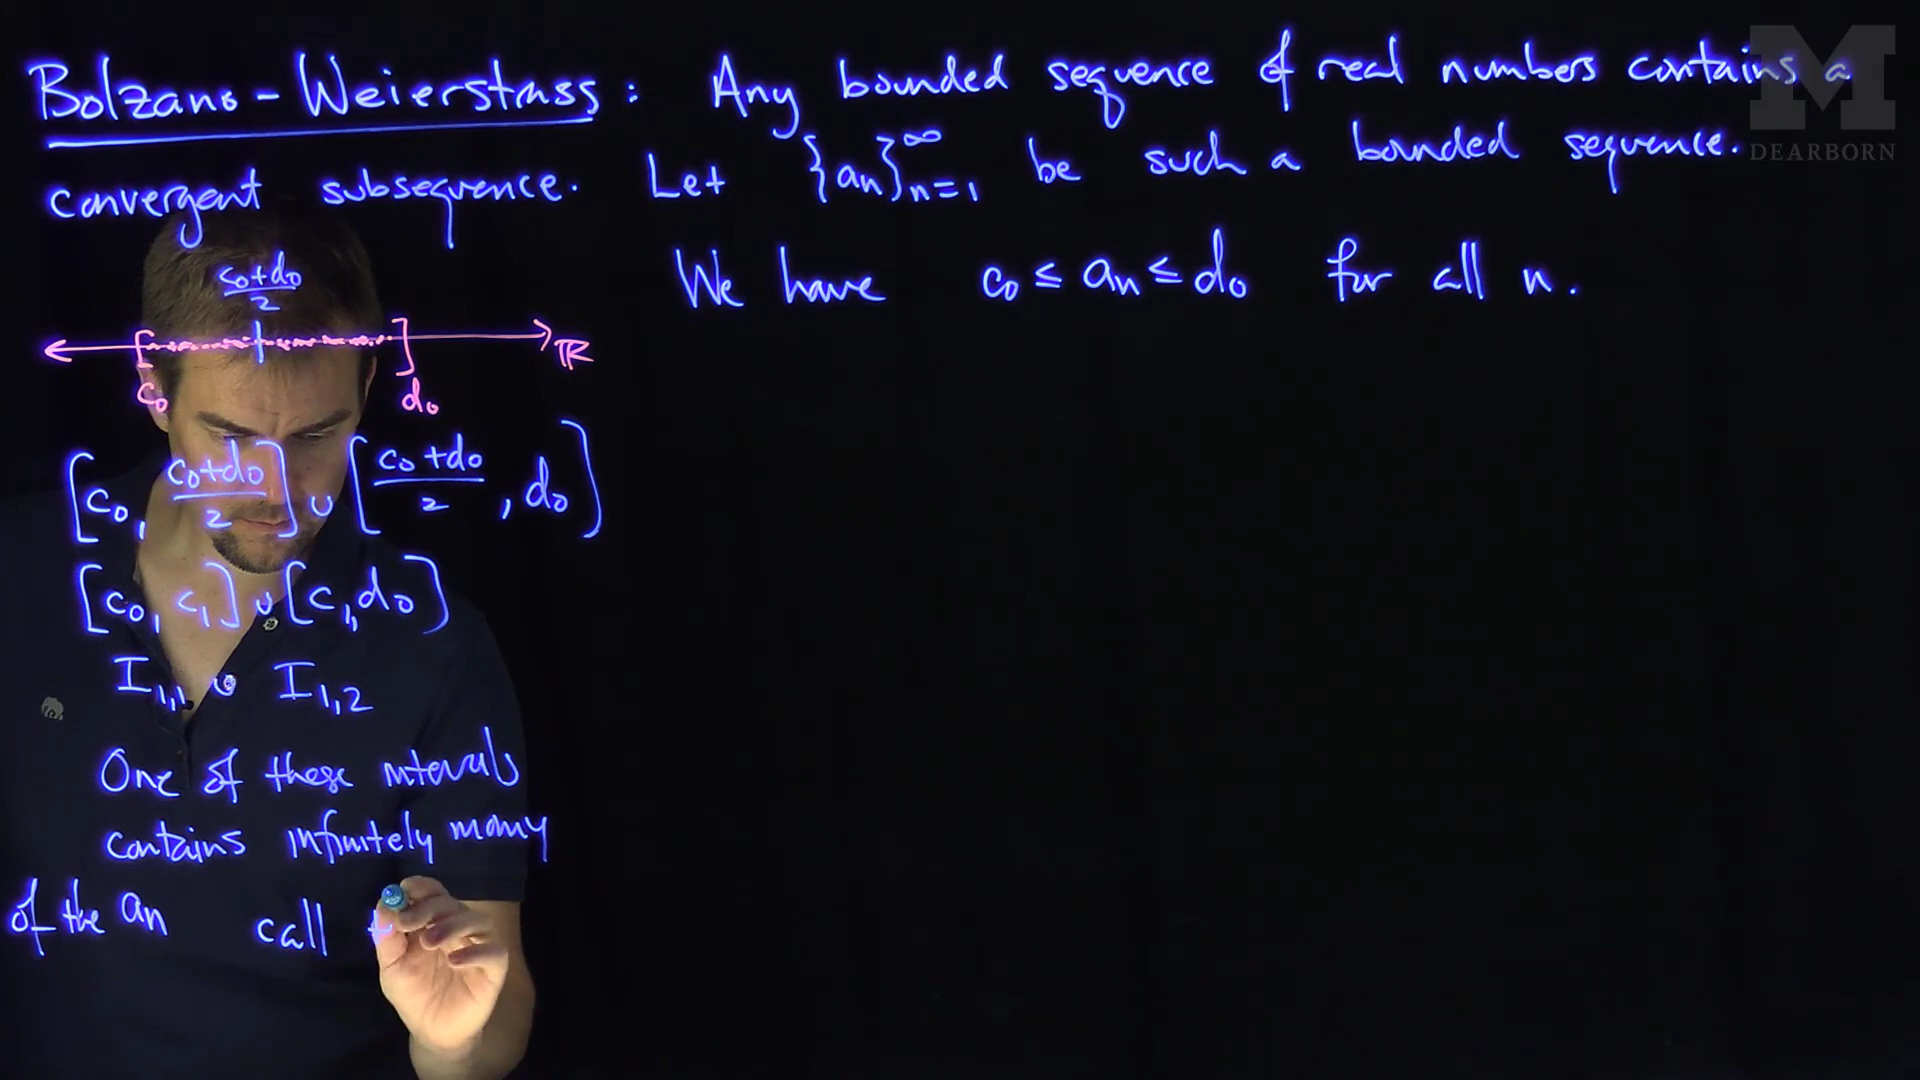 Bolzano-Weierstrass: Any bounded sequence of real numbers contains a
convergent subsequence. Let {an}∞n=1 be such a bounded sequence.
M
DEARBORN
We have c0 ≤ an ≤ d0 for all n.
c0+d0/2
ℝ
c0 d0
[c0, c0+d0/2] ∪ [c0+d0/2, d0]
[c0, c1] ∪ [c1, d0]
I1,1 ∪ I1,2
One of these intervals
contains infinitely many
of the an call